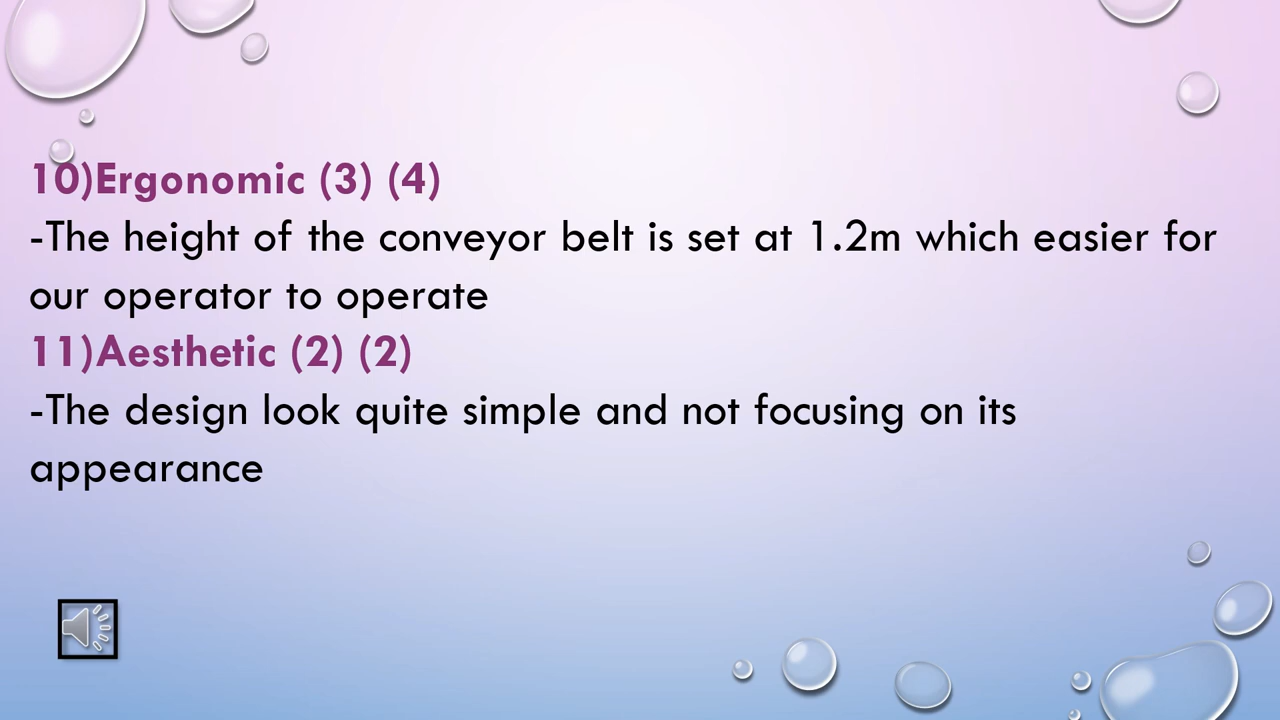 10)Ergonomic (3) (4)
-The height of the conveyor belt is set at 1.2m which easier for
our operator to operate
11)Aesthetic (2) (2)
-The design look quite simple and not focusing on its
appearance